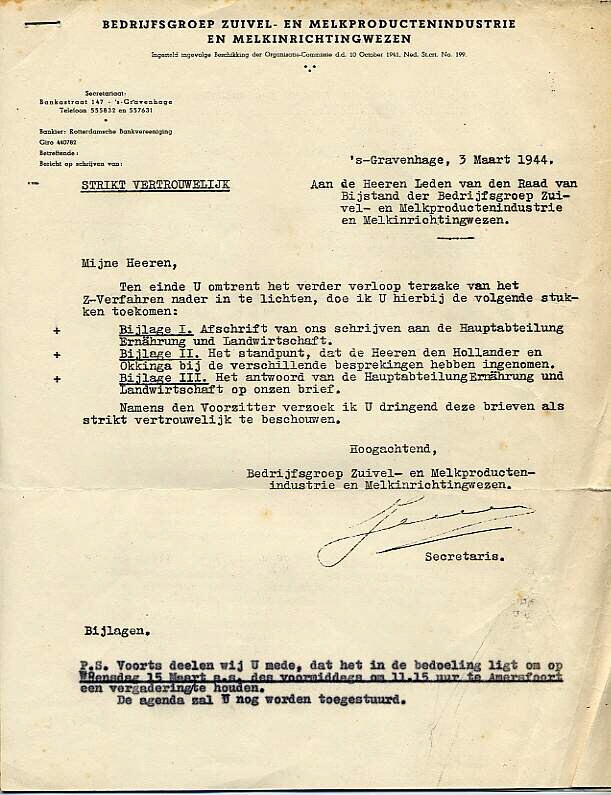 BEDRIJFSGROEP ZUIVEL- EN MELKPRODUCTENINDUSTRIE
EN MELKINRICHTINGWEZEN
Ingesteld ingevolge Beschikking der Organisatie-Commissie d.d. 10 October 1941, Ned. St.crt. No. 199.
Secretariaat:
Bankastraat 147 - 's-Gravenhage
Telefoon 555832 en 557631
Bankier: Rotterdamsche Bankvereeniging
Giro 440782
Betreffende:
Bericht op schrijven van:
's-Gravenhage, 3 Maart 1944.
STRIKT VERTROUWELIJK
Aan de Heeren Leden van den Raad van
Bijstand der Bedrijfsgroep Zui-
vel- en Melkproductenindustrie
en Melkinrichtingwezen.
Mijne Heeren,
Ten einde U omtrent het verder verloop terzake van het
Z-Verfahren nader in te lichten, doe ik U hierbij de volgende stuk-
ken toekomen:
+ Bijlage I. Afschrift van ons schrijven aan de Hauptabteilung
Ernährung und Landwirtschaft.
+ Bijlage II. Het standpunt, dat de Heeren den Hollander en
Okkinga bij de verschillende besprekingen hebben ingenomen.
+ Bijlage III. Het antwoord van de Hauptabteilung Ernährung und
Landwirtschaft op onzen brief.
Namens den Voorzitter verzoek ik U dringend deze brieven als
strikt vertrouwelijk te beschouwen.
Hoogachtend,
Bedrijfsgroep Zuivel- en Melkproducten-
industrie en Melkinrichtingwezen.
Secretaris.
Bijlagen.
P.S. Voorts deelen wij U mede, dat het in de bedoeling ligt om op
Woensdag 15 Maart a.s. des voormiddags om 11.15 uur te Amersfoort
een vergadering te houden.
De agenda zal U nog worden toegestuurd.